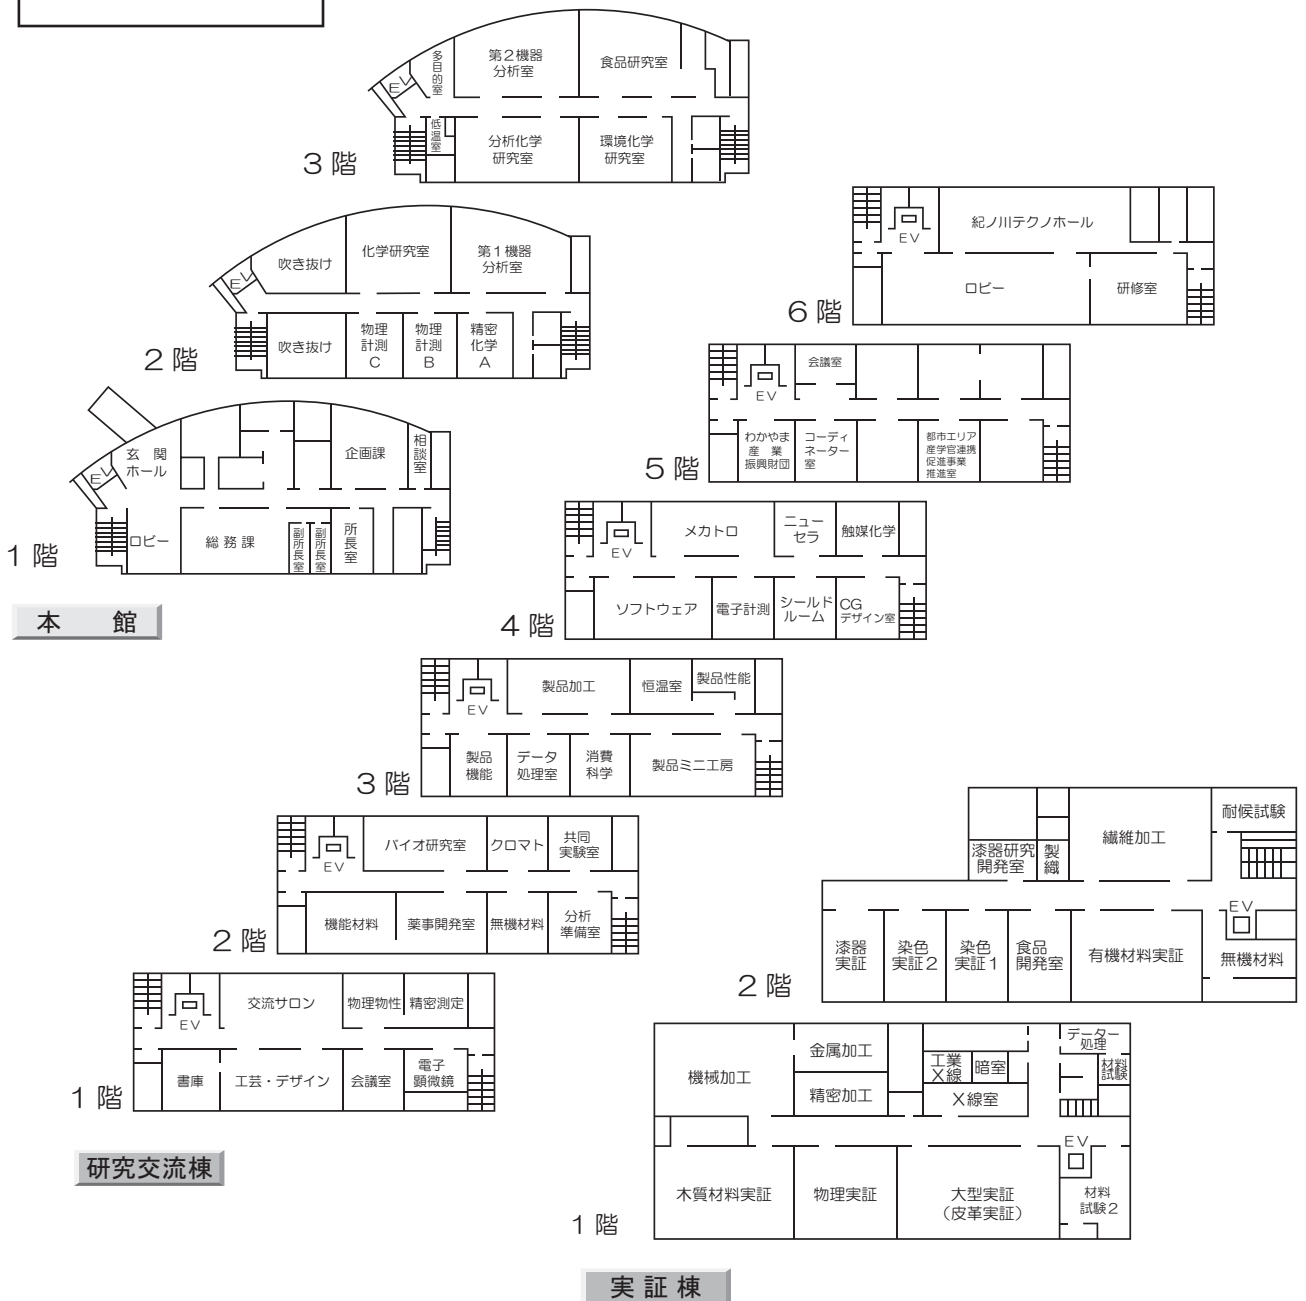 多目的室
第2機器
分析室
食品研究室
EV
低温室
分析化学
研究室
環境化学
研究室
3階
吹き抜け
化学研究室
第1機器
分析室
EV
吹き抜け
物理
計測
C
物理
計測
B
精密
化学
A
2階
玄関
ホール
企画課
相談室
EV
ロビー
総務課
副所長室
副所長室
所長室
1階
本館
紀ノ川テクノホール
EV
ロビー
研修室
6階
会議室
EV
わかやま
産業
振興財団
コーディ
ネーター
室
都市エリア
産学官連携
促進事業
推進室
5階
メカトロ
ニュー
セラ
触媒化学
EV
ソフトウェア
電子計測
シールド
ルーム
CG
デザイン室
4階
製品加工
恒温室
製品性能
EV
製品
機能
データ
処理室
消費
科学
製品ミニ工房
3階
バイオ研究室
クロマト
共同
実験室
EV
機能材料
薬事開発室
無機材料
分析
準備室
2階
交流サロン
物理物性
精密測定
EV
書庫
工芸・デザイン
会議室
電子
顕微鏡
1階
研究交流棟
耐候試験
繊維加工
漆器研究
開発室
製織
EV
漆器
実証
染色
実証2
染色
実証1
食品
開発室
有機材料実証
無機材料
2階
データー
処理
金属加工
工業
X線
暗室
材料
試験
機械加工
精密加工
X線室
EV
木質材料実証
物理実証
大型実証
(皮革実証)
材料
試験2
1階
実証棟